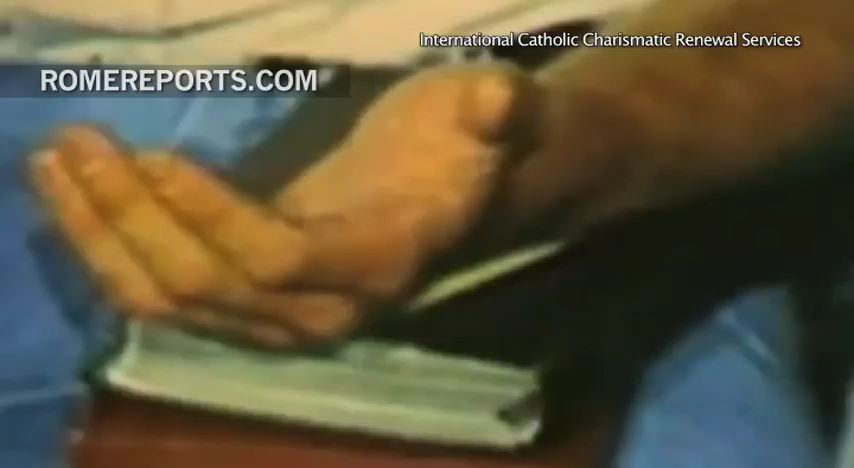 International Catholic Charismatic Renewal Services
ROMEREPORTS.COM